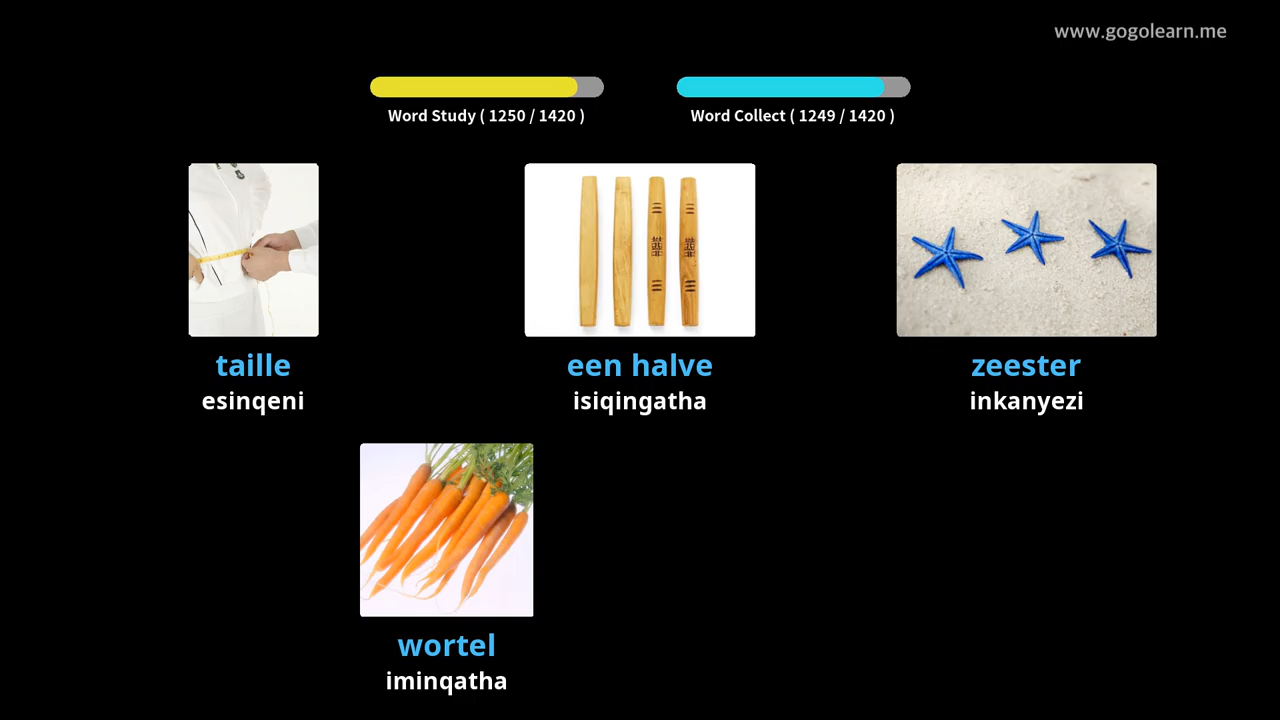 www.gogolearn.me
Word Study ( 1250 / 1420 )
Word Collect ( 1249 / 1420 )
taille
esinqeni
een halve
isiqingatha
zeester
inkanyezi
wortel
iminqatha